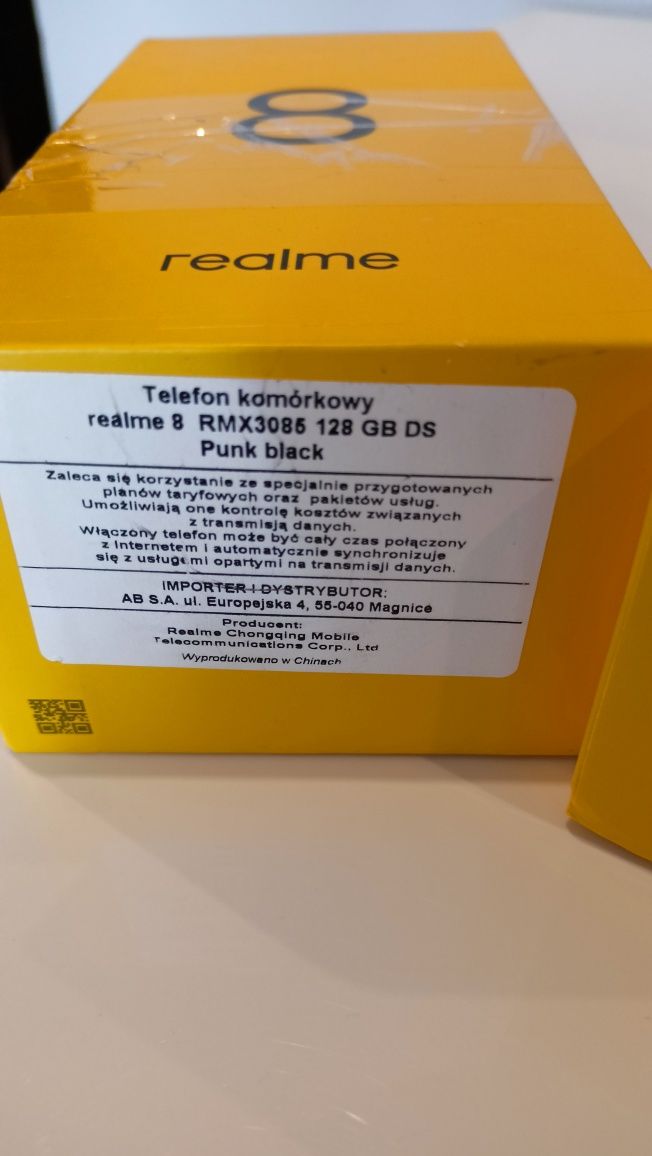 8
realme
Telefon komórkowy
realme 8 RMX3085 128 GB DS
Punk black
Zaleca się korzystanie ze specjalnie przygotowanych
planów taryfowych oraz pakietów usług.
Umożliwiają one kontrolę kosztów związanych
z transmisją danych.
Włączony telefon może być cały czas połączony
z Internetem i automatycznie synchronizuje
się z usługami opartymi na transmisji danych.
IMPORTER I DYSTRYBUTOR:
AB S.A. ul. Europejska 4, 55-040 Magnice
Producent:
Realme Chongqing Mobile
Telecommunications Corp., Ltd
Wyprodukowano w Chinach